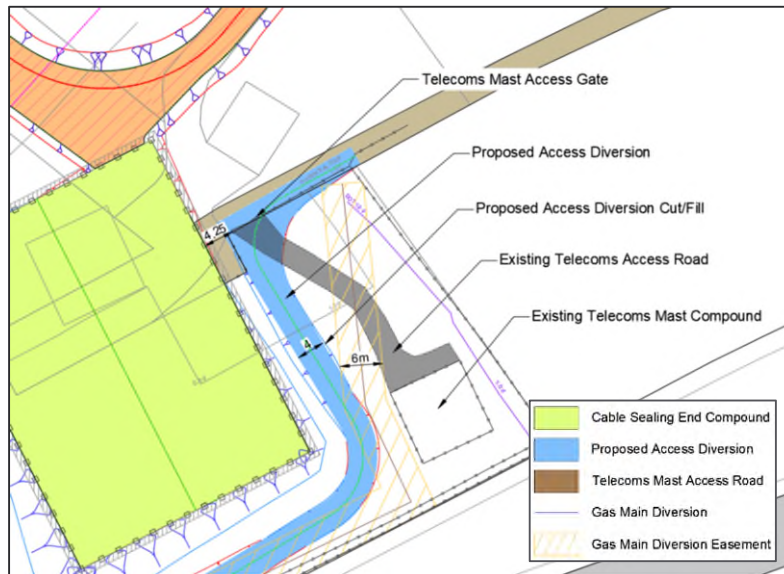 Telecoms Mast Access Gate
Proposed Access Diversion
Proposed Access Diversion Cut/Fill
Existing Telecoms Access Road
Existing Telecoms Mast Compound
4.25
4
6m
Cable Sealing End Compound
Proposed Access Diversion
Telecoms Mast Access Road
Gas Main Diversion
Gas Main Diversion Easement